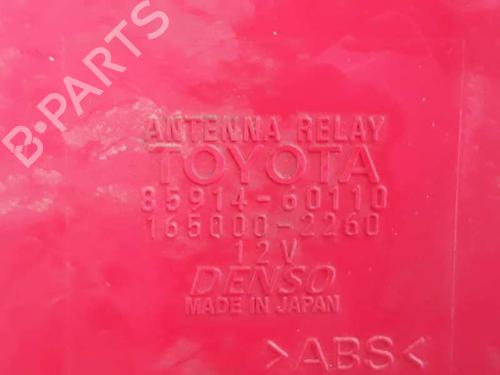 B-PARTS
ANTENNA RELAY
TOYOTA
85914-60110
165000-2260
12V
DENSO
MADE IN JAPAN
>ABS<